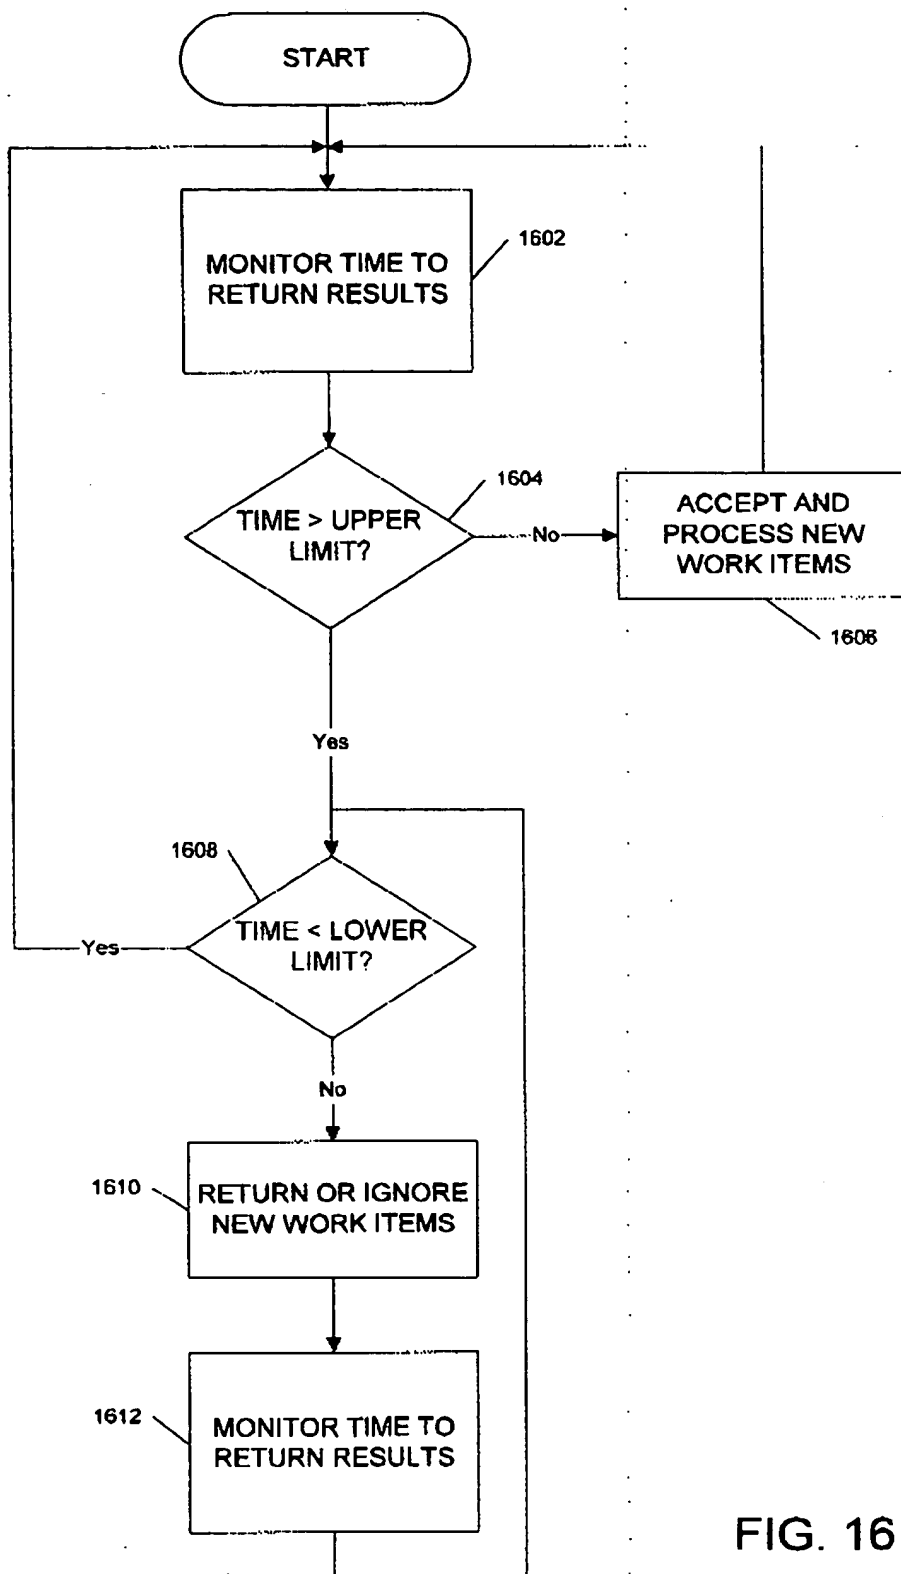 START
MONITOR TIME TO
RETURN RESULTS
1602
TIME > UPPER
LIMIT?
1604
No
ACCEPT AND
PROCESS NEW
WORK ITEMS
1606
Yes
1608
TIME < LOWER
LIMIT?
Yes
No
1610
RETURN OR IGNORE
NEW WORK ITEMS
1612
MONITOR TIME TO
RETURN RESULTS
FIG. 16